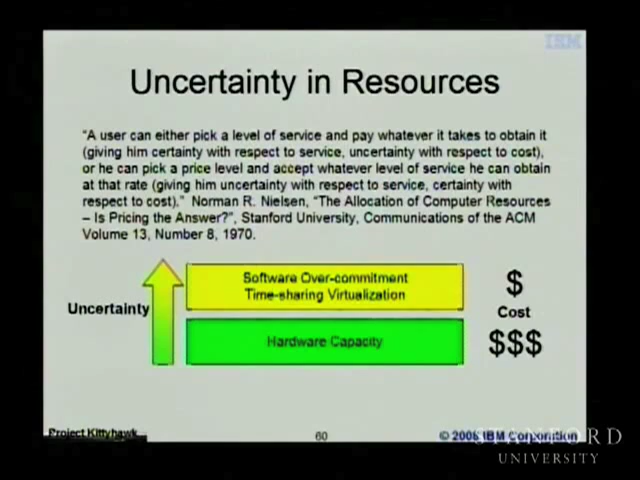 IBM
Uncertainty in Resources
"A user can either pick a level of service and pay whatever it takes to obtain it
(giving him certainty with respect to service, uncertainty with respect to cost),
or he can pick a price level and accept whatever level of service he can obtain
at that rate (giving him uncertainty with respect to service, certainty with
respect to cost)." Norman R. Nielsen, "The Allocation of Computer Resources
– Is Pricing the Answer?", Stanford University, Communications of the ACM
Volume 13, Number 8, 1970.
Software Over-commitment
Time-sharing Virtualization
$
Uncertainty
Cost
Hardware Capacity
$$$
Project Kittyhawk
60
© 2008 IBM Corporation
STANFORD
UNIVERSITY